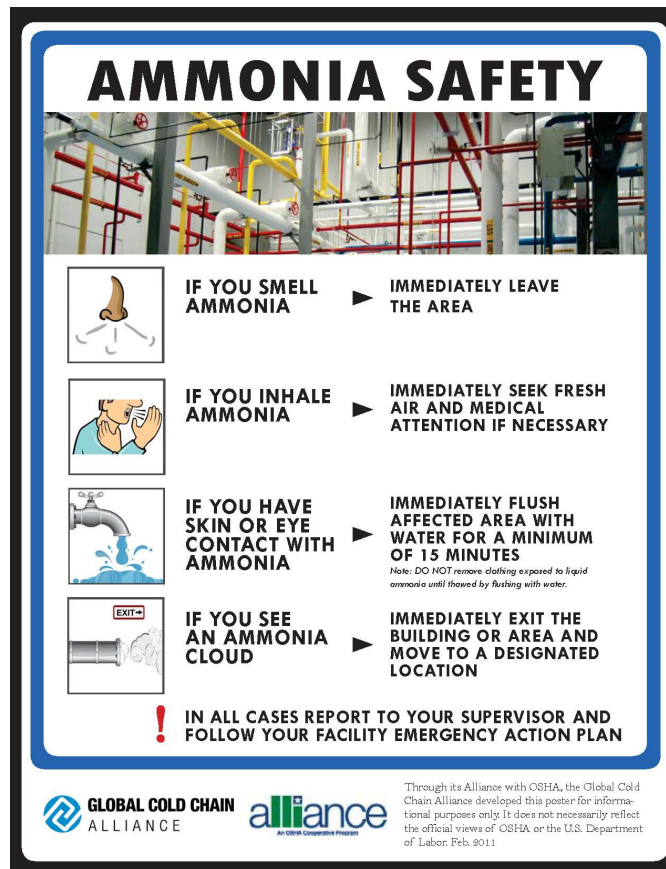 AMMONIA SAFETY
IF YOU SMELL
AMMONIA
IMMEDIATELY LEAVE
THE AREA
IF YOU INHALE
AMMONIA
IMMEDIATELY SEEK FRESH
AIR AND MEDICAL
ATTENTION IF NECESSARY
IF YOU HAVE
SKIN OR EYE
CONTACT WITH
AMMONIA
IMMEDIATELY FLUSH
AFFECTED AREA WITH
WATER FOR A MINIMUM
OF 15 MINUTES
Note: DO NOT remove clothing exposed to liquid
ammonia until thawed by flushing with water.
EXIT
IF YOU SEE
AN AMMONIA
CLOUD
IMMEDIATELY EXIT THE
BUILDING OR AREA AND
MOVE TO A DESIGNATED
LOCATION
! IN ALL CASES REPORT TO YOUR SUPERVISOR AND
FOLLOW YOUR FACILITY EMERGENCY ACTION PLAN
GLOBAL COLD CHAIN
ALLIANCE
alliance
An OSHA Cooperative Program
Through its Alliance with OSHA, the Global Cold
Chain Alliance developed this poster for informa-
tional purposes only. It does not necessarily reflect
the official views of OSHA or the U.S. Department
of Labor. Feb. 2011